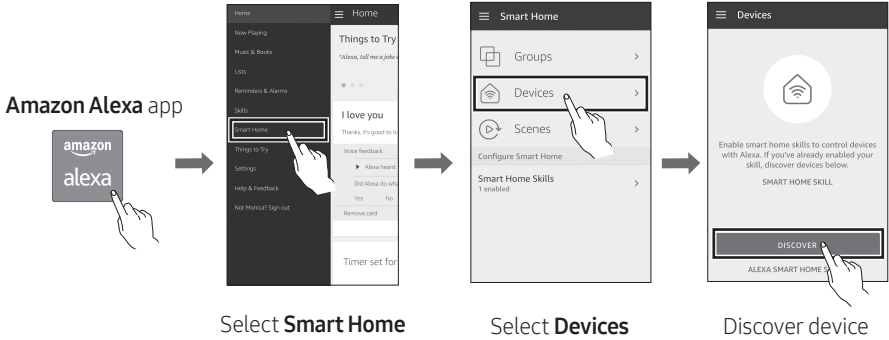 Amazon Alexa app
amazon
alexa
Home
Now Playing
Music & Books
Lists
Reminders & Alarms
Skills
Smart Home
Things to Try
Settings
Help & Feedback
Not Monica? Sign out
Home
Things to Try
"Alexa, tell me a joke
I love you
Thanks, it's good to b
Voice feedback
Alexa heard:
Did Alexa do wha
Yes No
Remove card
Timer set for
Select Smart Home
Smart Home
Groups
Devices
Scenes
Configure Smart Home
Smart Home Skills
1 enabled
Select Devices
Devices
Enable smart home skills to control devices
with Alexa. If you've already enabled your
skill, discover devices below.
SMART HOME SKILL
DISCOVER
ALEXA SMART HOME S
Discover device